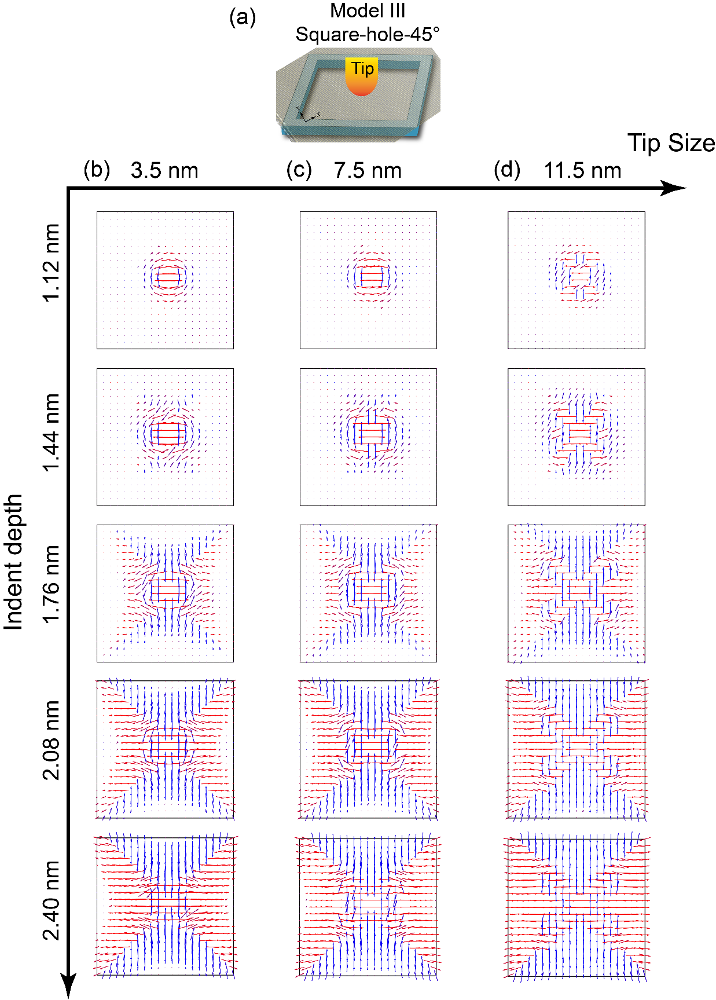 (a)
Model III
Square-hole-45°
Tip
Y
x
Tip Size
(b) 3.5 nm
(c) 7.5 nm
(d) 11.5 nm
Indent depth
1.12 nm
1.44 nm
1.76 nm
2.08 nm
2.40 nm